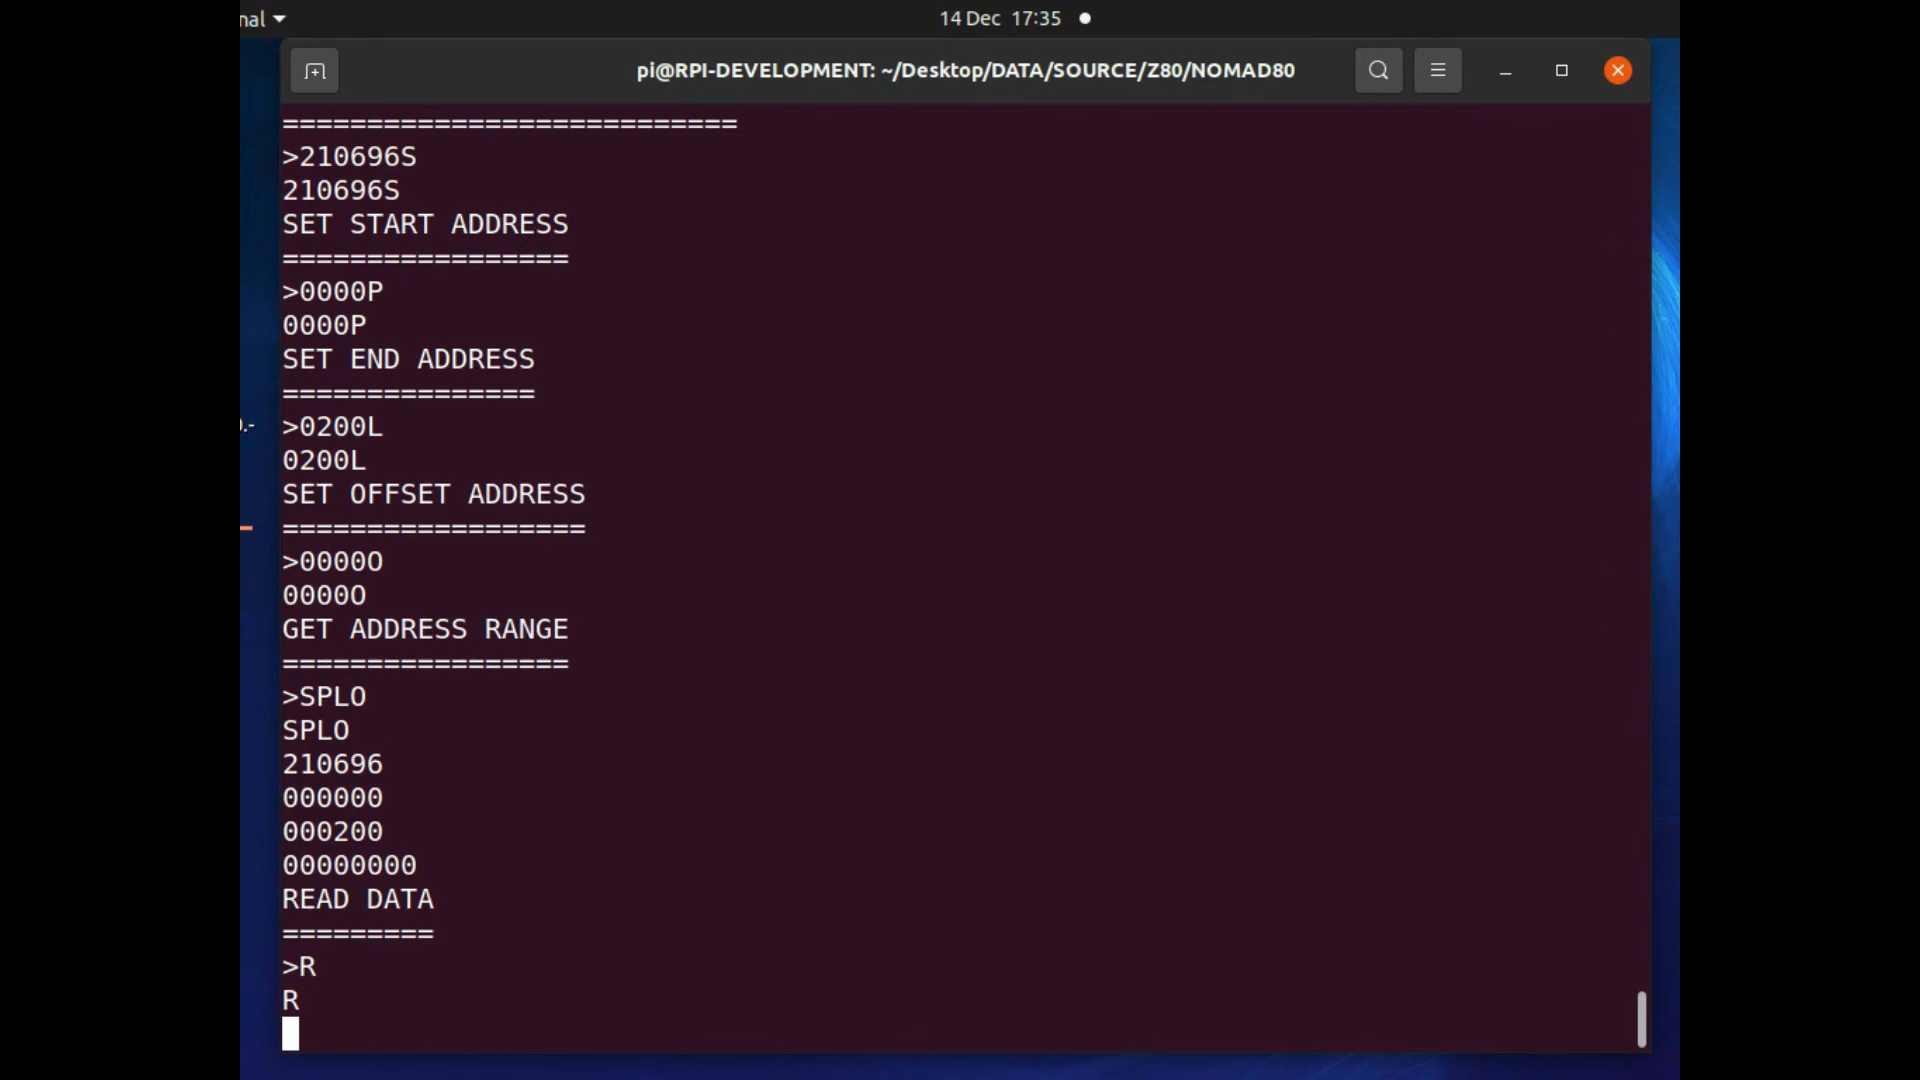 nal
14 Dec 17:35
pi@RPI-DEVELOPMENT: ~/Desktop/DATA/SOURCE/Z80/NOMAD80
===========================
>210696S
210696S
SET START ADDRESS
=================
>0000P
0000P
SET END ADDRESS
===============
>0200L
0200L
SET OFFSET ADDRESS
==================
>0000O
0000O
GET ADDRESS RANGE
=================
>SPLO
SPLO
210696
000000
000200
00000000
READ DATA
=========
>R
R